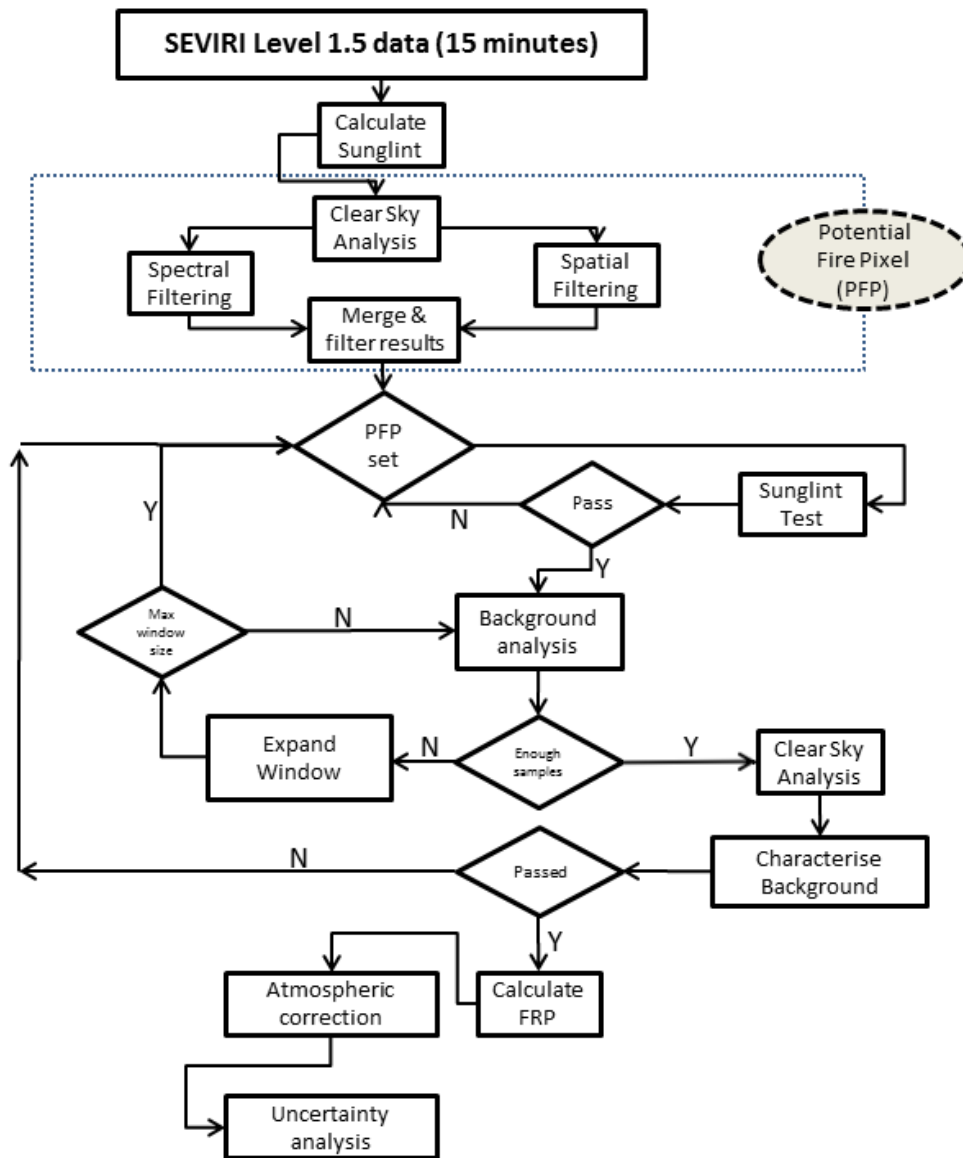 SEVIRI Level 1.5 data (15 minutes)
Calculate
Sunglint
Clear Sky
Analysis
Spectral
Filtering
Spatial
Filtering
Potential
Fire Pixel
(PFP)
Merge &
filter results
PFP
set
Pass
N
Sunglint
Test
Y
Y
Max
window
size
N
Background
analysis
Expand
Window
N
Enough
samples
Y
Clear Sky
Analysis
N
Passed
Characterise
Background
Y
Atmospheric
correction
Calculate
FRP
Uncertainty
analysis